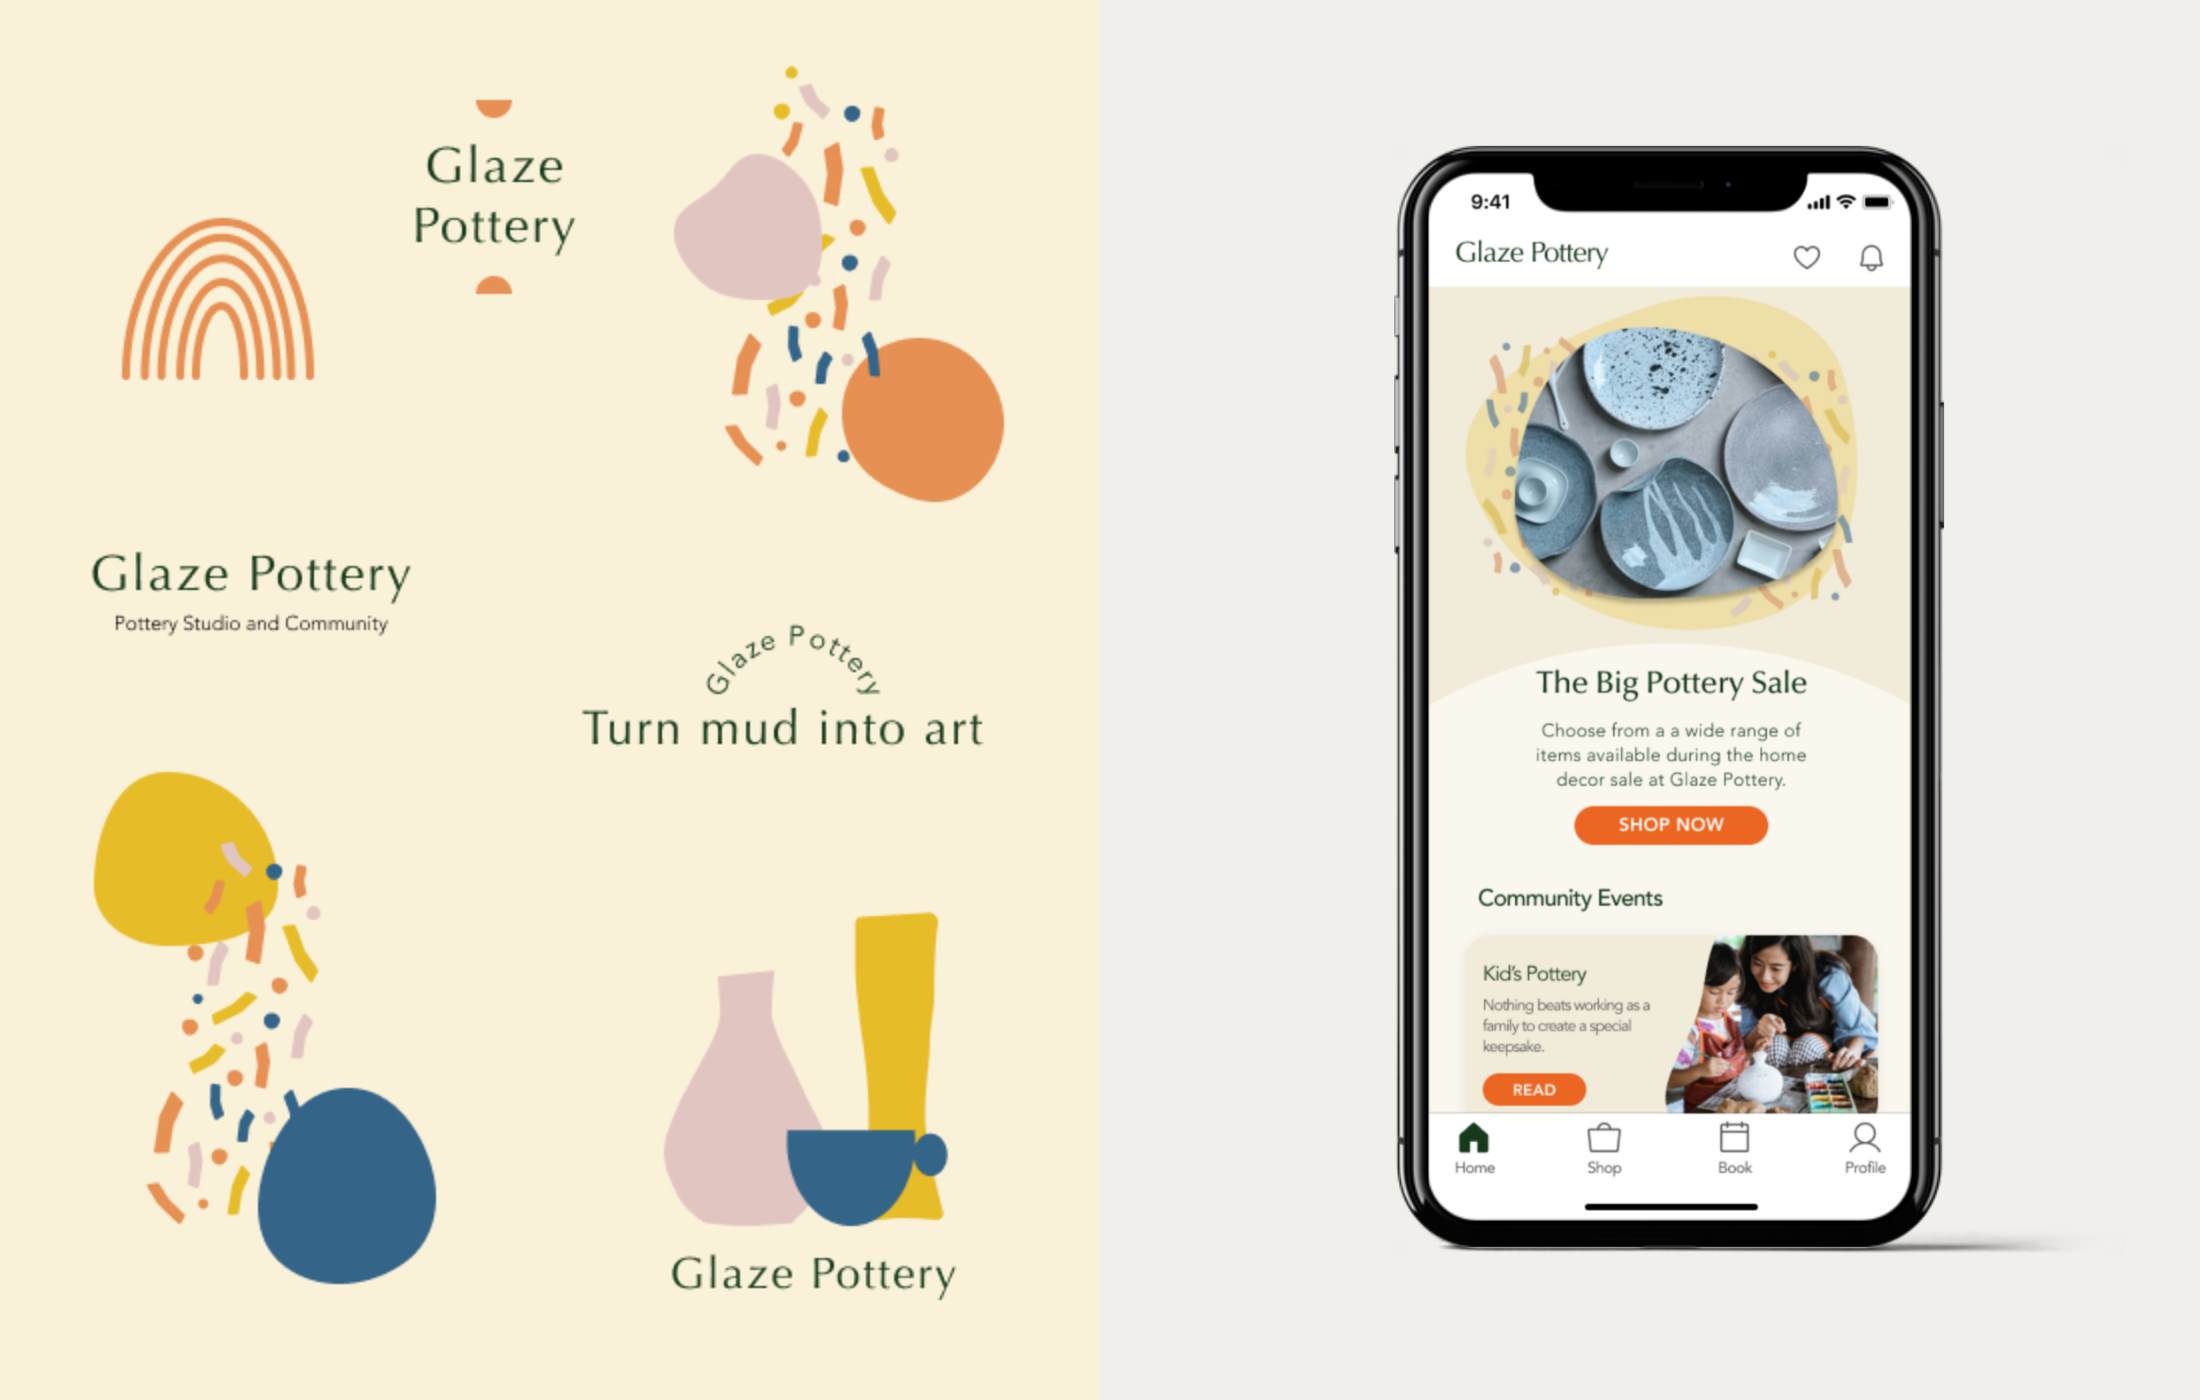 Glaze
Pottery
Glaze Pottery
Pottery Studio and Community
Glaze Pottery
Turn mud into art
Glaze Pottery
9:41
Glaze Pottery
The Big Pottery Sale
Choose from a a wide range of
items available during the home
decor sale at Glaze Pottery.
SHOP NOW
Community Events
Kid's Pottery
Nothing beats working as a
family to create a special
keepsake.
READ
Home
Shop
Book
Profile